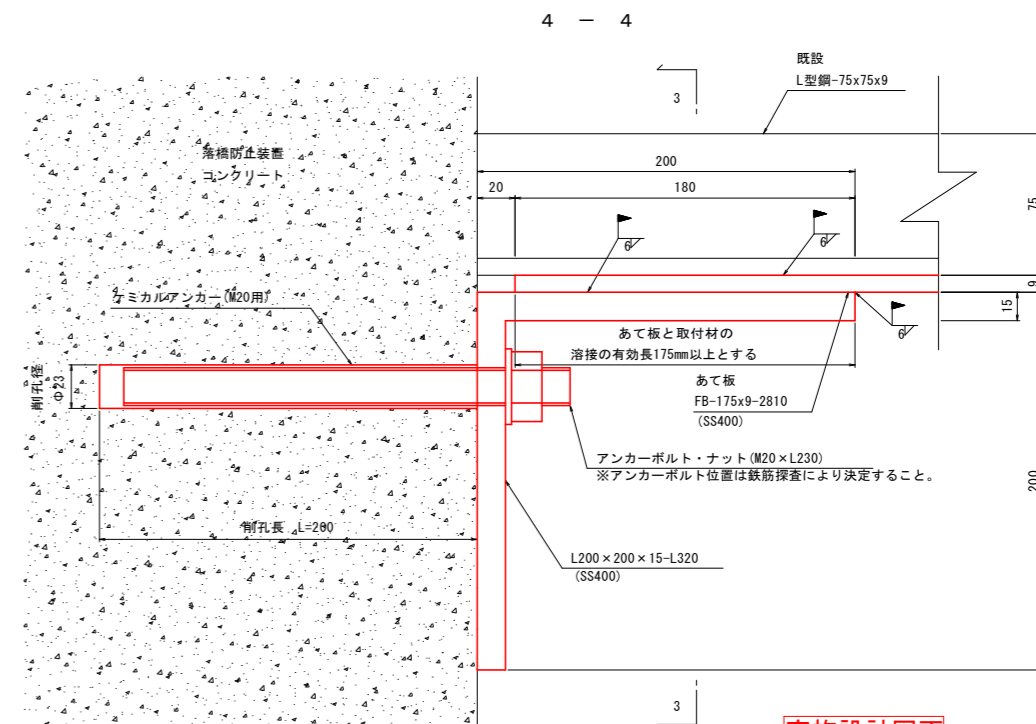 4 － 4
既設
L型鋼-75x75x9
3
落橋防止装置
コンクリート
200
20
180
75
6
6
ケミカルアンカー(M20用)
9
15
6
あて板と取付材の
溶接の有効長175mm以上とする
削孔径
Φ23
あて板
FB-175x9-2810
(SS400)
アンカーボルト・ナット(M20×L230)
※アンカーボルト位置は鉄筋探査により決定すること。
200
削孔長 L=200
L200×200×15-L320
(SS400)
3